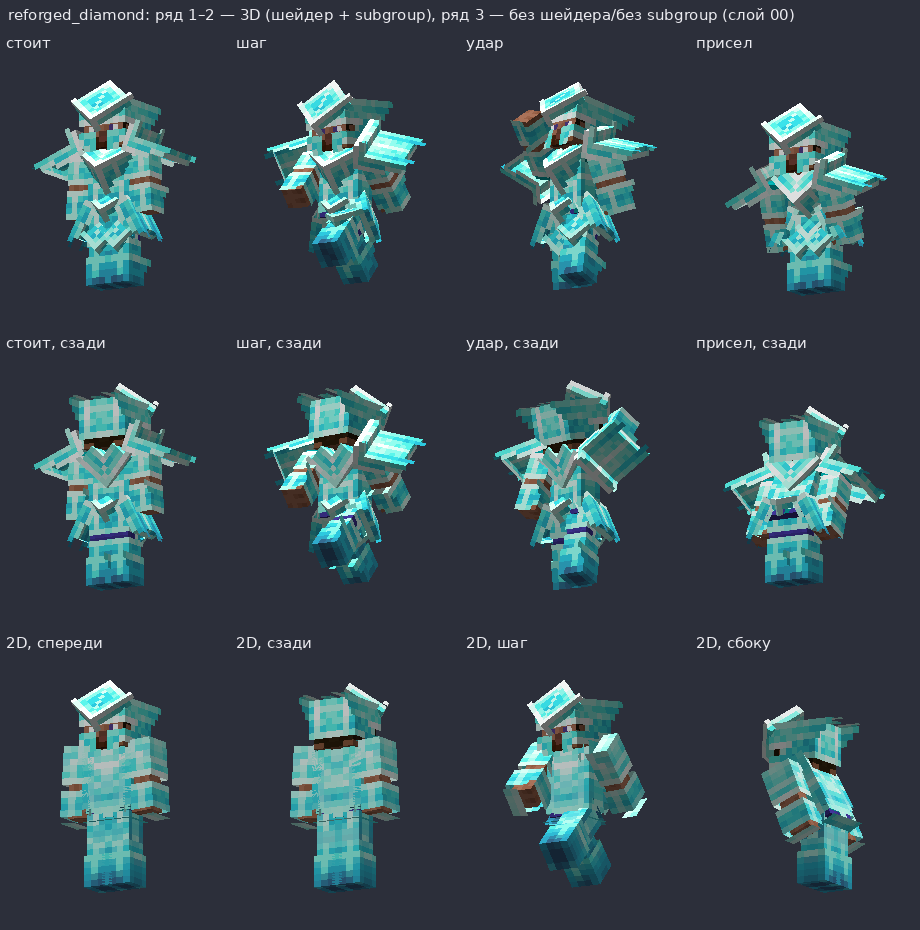 reforged_diamond: ряд 1–2 — 3D (шейдер + subgroup), ряд 3 — без шейдера/без subgroup (слой 00)
стоит шаг удар присел
стоит, сзади шаг, сзади удар, сзади присел, сзади
2D, спереди 2D, сзади 2D, шаг 2D, сбоку